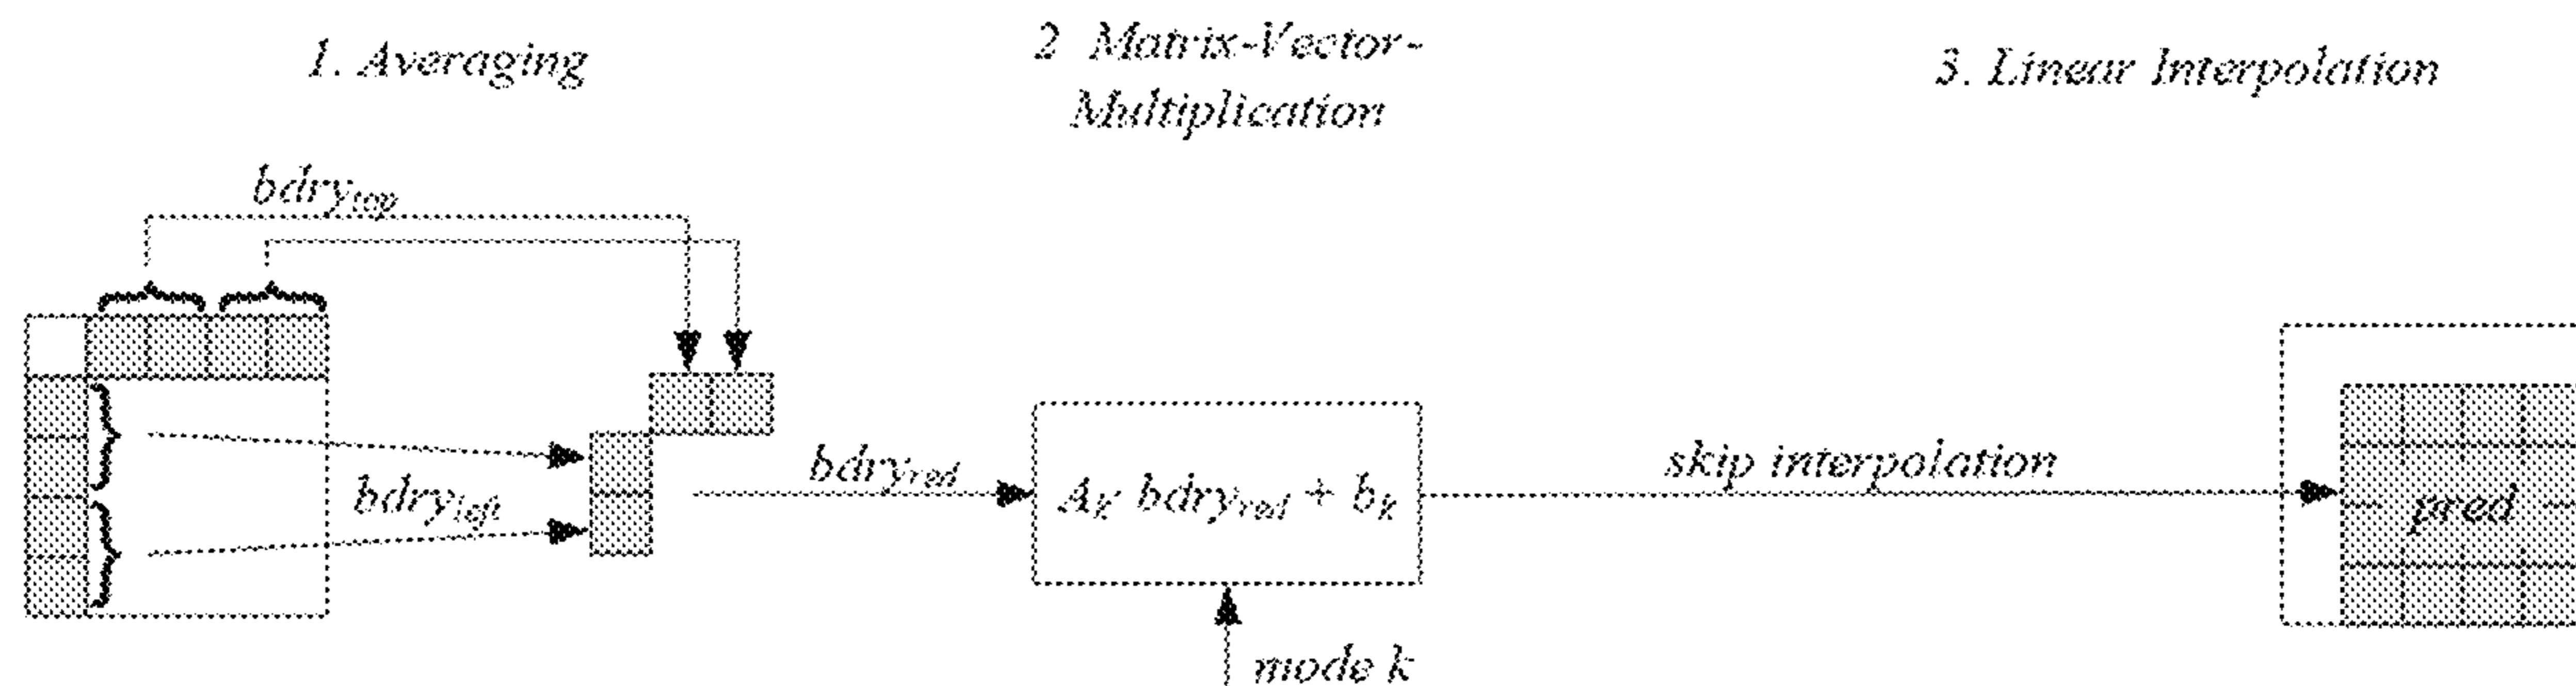 1. Averaging
2 Matrix-Vector-
Multiplication
3. Linear Interpolation
bdry_top
bdry_left
bdry_red
A_k bdry_red + b_k
skip interpolation
pred
mode k